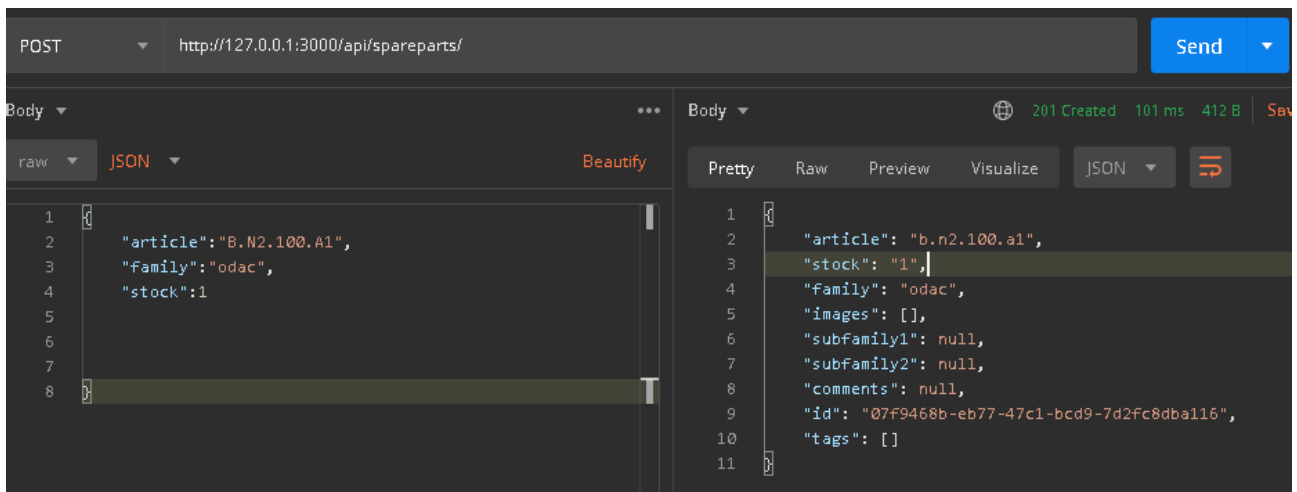 POST http://127.0.0.1:3000/api/spareparts/ Send
Body ••• Body 201 Created 101 ms 412 B Sav
raw JSON Beautify Pretty Raw Preview Visualize JSON
1 {
2 "article":"B.N2.100.A1",
3 "family":"odac",
4 "stock":1
5
6
7
8 }
1 {
2 "article": "b.n2.100.a1",
3 "stock": "1",
4 "family": "odac",
5 "images": [],
6 "subfamily1": null,
7 "subfamily2": null,
8 "comments": null,
9 "id": "07f9468b-eb77-47c1-bcd9-7d2fc8dba116",
10 "tags": []
11 }